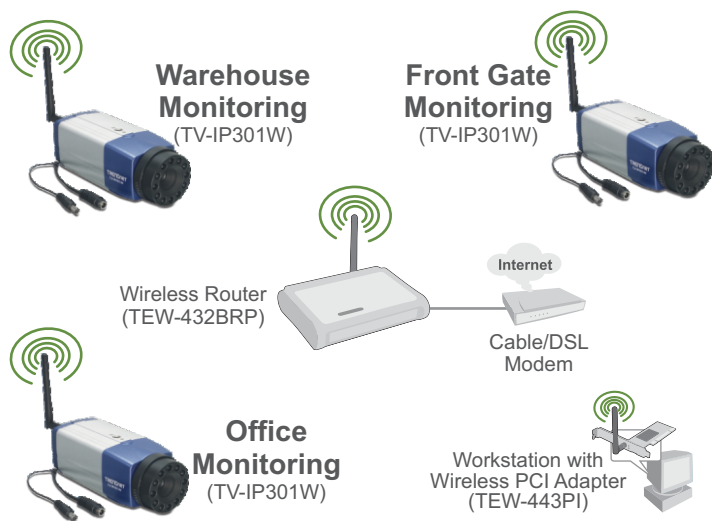 Warehouse
Monitoring
(TV-IP301W)
Front Gate
Monitoring
(TV-IP301W)
Internet
Wireless Router
(TEW-432BRP)
Cable/DSL
Modem
Office
Monitoring
(TV-IP301W)
Workstation with
Wireless PCI Adapter
(TEW-443PI)